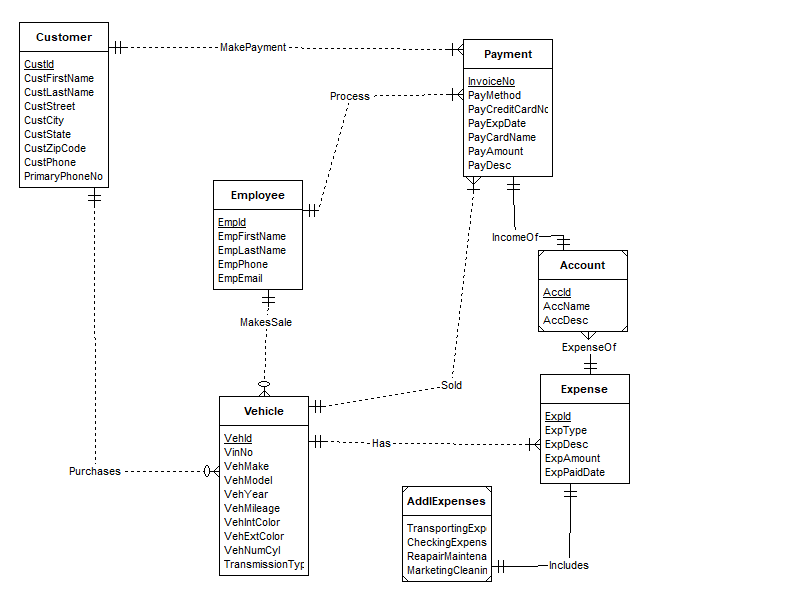 Customer
CustId
CustFirstName
CustLastName
CustStreet
CustCity
CustState
CustZipCode
CustPhone
PrimaryPhoneNo
MakePayment
Payment
InvoiceNo
PayMethod
PayCreditCardNo
PayExpDate
PayCardName
PayAmount
PayDesc
Process
Employee
EmpId
EmpFirstName
EmpLastName
EmpPhone
EmpEmail
IncomeOf
Account
AccId
AccName
AccDesc
MakesSale
ExpenseOf
Sold
Expense
ExpId
ExpType
ExpDesc
ExpAmount
ExpPaidDate
Vehicle
VehId
VinNo
VehMake
VehModel
VehYear
VehMileage
VehIntColor
VehExtColor
VehNumCyl
TransmissionTyp
Has
Purchases
AddlExpenses
TransportingExp
CheckingExpens
ReapairMaintena
MarketingCleanin
Includes